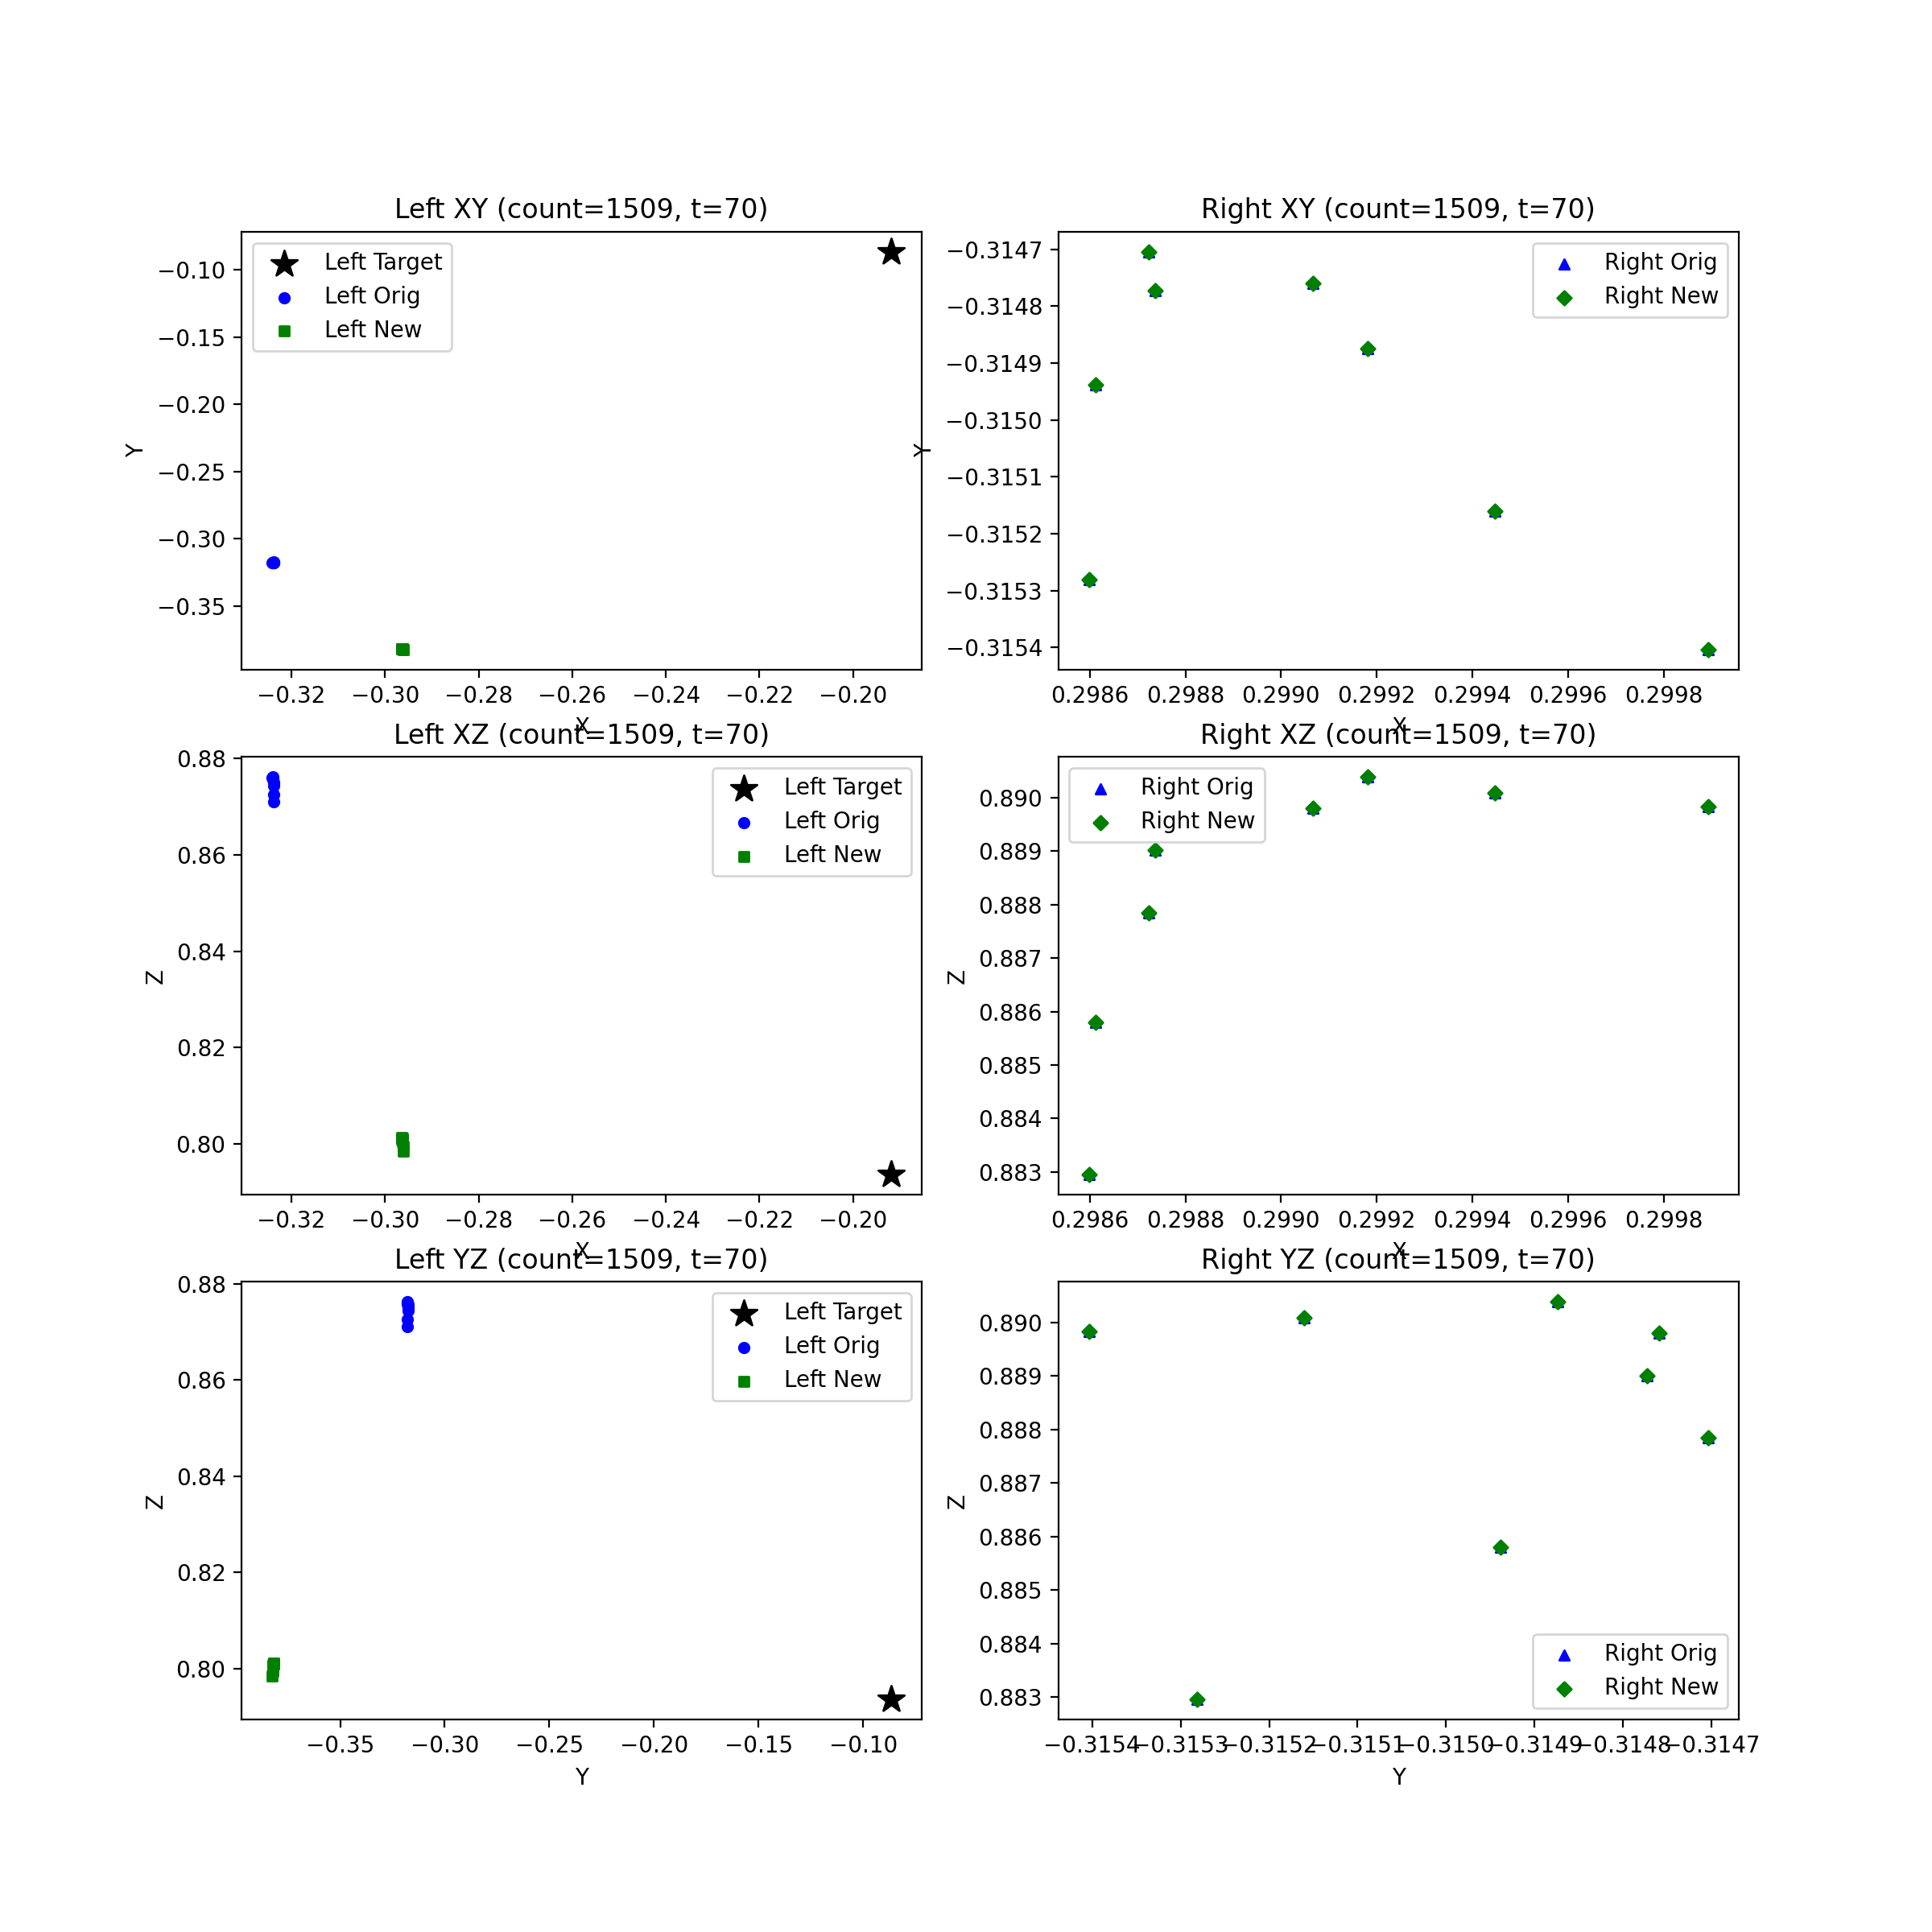 Left XY (count=1509, t=70)
Left Target
Left Orig
Left New
−0.10
−0.15
−0.20
−0.25
−0.30
−0.35
Y
−0.32
−0.30
−0.28
−0.26
−0.24
−0.22
−0.20
X
Right XY (count=1509, t=70)
Right Orig
Right New
−0.3147
−0.3148
−0.3149
−0.3150
−0.3151
−0.3152
−0.3153
−0.3154
Y
0.2986
0.2988
0.2990
0.2992
0.2994
0.2996
0.2998
X
Left XZ (count=1509, t=70)
Left Target
Left Orig
Left New
0.88
0.86
0.84
0.82
0.80
Z
−0.32
−0.30
−0.28
−0.26
−0.24
−0.22
−0.20
X
Right XZ (count=1509, t=70)
Right Orig
Right New
0.890
0.889
0.888
0.887
0.886
0.885
0.884
0.883
Z
0.2986
0.2988
0.2990
0.2992
0.2994
0.2996
0.2998
X
Left YZ (count=1509, t=70)
Left Target
Left Orig
Left New
0.88
0.86
0.84
0.82
0.80
Z
−0.35
−0.30
−0.25
−0.20
−0.15
−0.10
Y
Right YZ (count=1509, t=70)
Right Orig
Right New
0.890
0.889
0.888
0.887
0.886
0.885
0.884
0.883
Z
−0.3154
−0.3153
−0.3152
−0.3151
−0.3150
−0.3149
−0.3148
−0.3147
Y